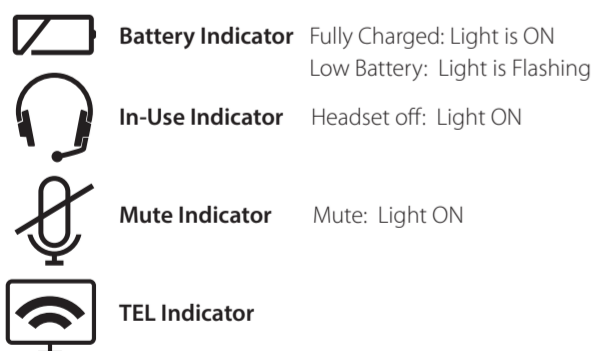 Battery Indicator Fully Charged: Light is ON
Low Battery: Light is Flashing
In-Use Indicator Headset off: Light ON
Mute Indicator Mute: Light ON
TEL Indicator